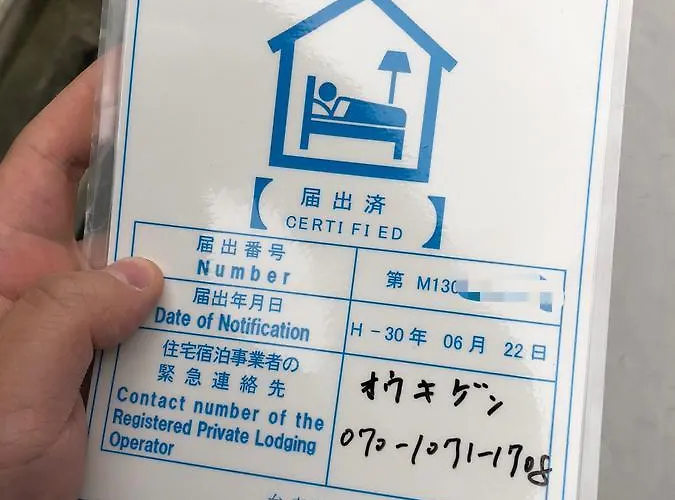 届出済
CERTIFIED
届出番号
Number
第 M130
届出年月日
Date of Notification
H-30年 06月 22日
住宅宿泊事業者の
緊急連絡先
Contact number of the
Registered Private Lodging
Operator
オウキゲン
070-1071-1708